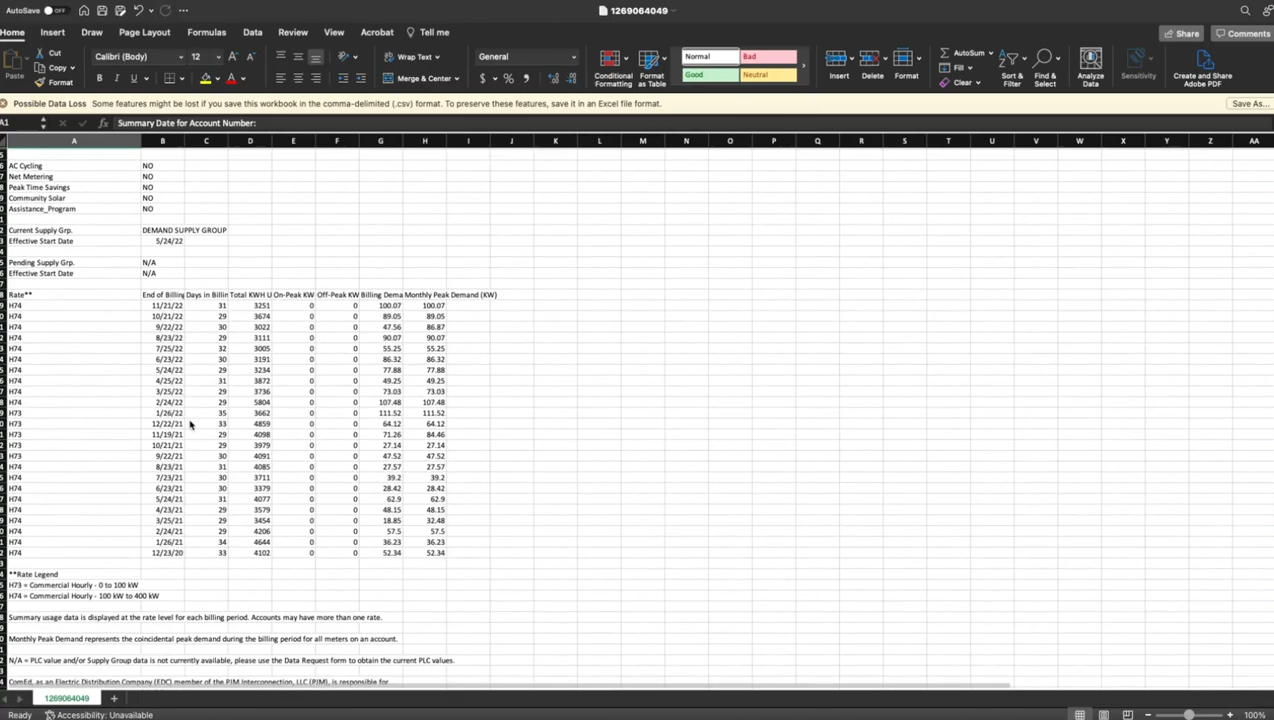 AutoSave OFF
1269064049
Home Insert Draw Page Layout Formulas Data Review View Acrobat Tell me
Share Comments
Paste
Cut
Copy
Format
Calibri (Body) 12
B I U
Wrap Text
Merge & Center
General
$ % 9
Conditional Formatting
Format as Table
Normal Bad
Good Neutral
Insert Delete Format
AutoSum
Fill
Clear
Sort & Filter
Find & Select
Analyze Data
Sensitivity
Create and Share Adobe PDF
Possible Data Loss Some features might be lost if you save this workbook in the comma-delimited (.csv) format. To preserve these features, save it in an Excel file format. Save As...
A1 fx Summary Date for Account Number:
A B C D E F G H I J K L M N O P Q R S T U V W X Y Z AA
AC Cycling NO
Net Metering NO
Peak Time Savings NO
Community Solar NO
Assistance_Program NO
Current Supply Grp. DEMAND SUPPLY GROUP
Effective Start Date 5/24/22
Pending Supply Grp. N/A
Effective Start Date N/A
Rate** End of Billing Days in Billin Total KWH U On-Peak KW Off-Peak KW Billing Dema Monthly Peak Demand (KW)
H74 11/21/22 31 3251 0 0 100.07 100.07
H74 10/21/22 29 3674 0 0 89.05 89.05
H74 9/22/22 30 3022 0 0 47.56 86.87
H74 8/23/22 29 3111 0 0 90.07 90.07
H74 7/25/22 32 3005 0 0 55.25 55.25
H74 6/23/22 30 3191 0 0 86.32 86.32
H74 5/24/22 29 3234 0 0 77.88 77.88
H74 4/25/22 31 3872 0 0 49.25 49.25
H74 3/25/22 29 3736 0 0 73.03 73.03
H74 2/24/22 29 5804 0 0 107.48 107.48
H73 1/26/22 35 3662 0 0 111.52 111.52
H73 12/22/21 33 4859 0 0 64.12 64.12
H73 11/19/21 29 4098 0 0 71.26 84.46
H73 10/21/21 29 3979 0 0 27.14 27.14
H73 9/22/21 30 4091 0 0 47.52 47.52
H74 8/23/21 31 4085 0 0 27.57 27.57
H74 7/23/21 30 3711 0 0 39.2 39.2
H74 6/23/21 30 3379 0 0 28.42 28.42
H74 5/24/21 31 4077 0 0 62.9 62.9
H74 4/23/21 29 3579 0 0 48.15 48.15
H74 3/25/21 29 3454 0 0 18.85 32.48
H74 2/24/21 29 4206 0 0 57.5 57.5
H74 1/26/21 34 4644 0 0 36.23 36.23
H74 12/23/20 33 4102 0 0 52.34 52.34
**Rate Legend
H73 = Commercial Hourly - 0 to 100 kW
H74 = Commercial Hourly - 100 kW to 400 kW
Summary usage data is displayed at the rate level for each billing period. Accounts may have more than one rate.
Monthly Peak Demand represents the coincidental peak demand during the billing period for all meters on an account.
N/A = PLC value and/or Supply Group data is not currently available, please use the Data Request form to obtain the current PLC values.
ComEd, as an Electric Distribution Company (EDC) member of the PJM Interconnection, LLC (PJM), is responsible for
1269064049
Ready Accessibility: Unavailable 100%